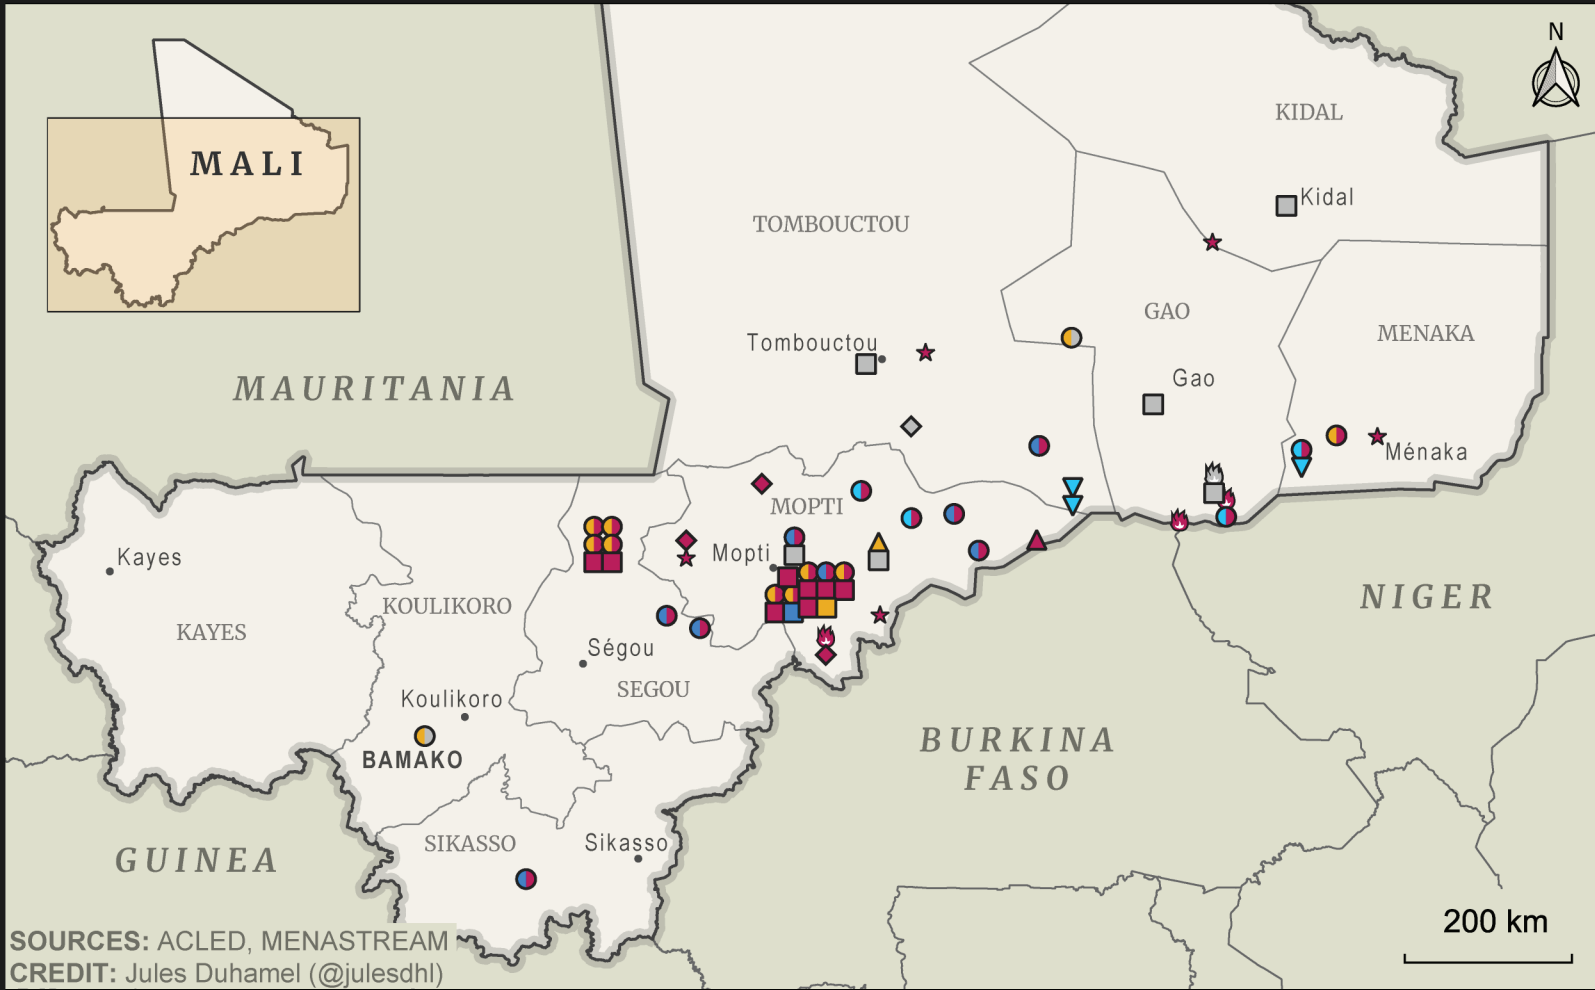 N
KIDAL
MALI
Kidal
TOMBOUCTOU
GAO
MENAKA
Tombouctou
MAURITANIA
Gao
Ménaka
MOPTI
Mopti
Kayes
KOULIKORO
NIGER
KAYES
Ségou
SEGOU
Koulikoro
BURKINA
FASO
BAMAKO
SIKASSO
Sikasso
GUINEA
200 km
SOURCES: ACLED, MENASTREAM
CREDIT: Jules Duhamel (@julesdhl)